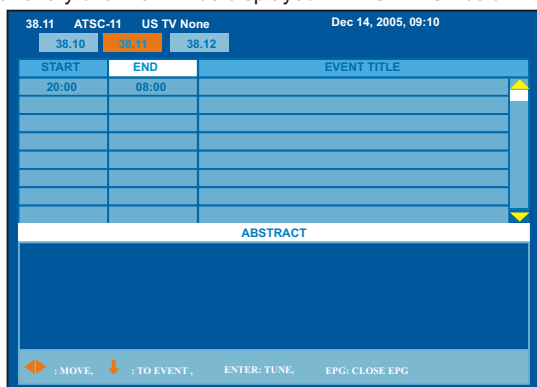 38.11 ATSC-11 US TV None Dec 14, 2005, 09:10
38.10 38.11 38.12
START END EVENT TITLE
20:00 08:00
ABSTRACT
: MOVE, : TO EVENT , ENTER: TUNE, EPG: CLOSE EPG